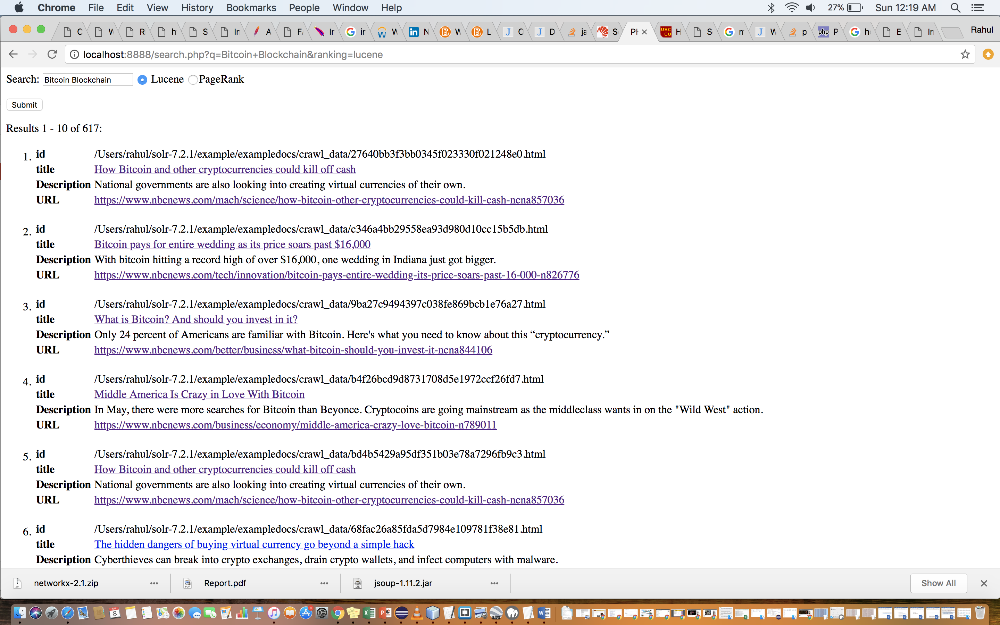 Chrome File Edit View History Bookmarks People Window Help 27% Sun 12:19 AM
C W R h S In A F In G ir W in N W L J C J D ja S PH × USC CU H S G m J W p php P G h E In Rahul
localhost:8888/search.php?q=Bitcoin+Blockchain&ranking=lucene
Search: Bitcoin Blockchain Lucene PageRank
Submit
Results 1 - 10 of 617:
1. id /Users/rahul/solr-7.2.1/example/exampledocs/crawl_data/27640bb3f3bb0345f023330f021248e0.html
title How Bitcoin and other cryptocurrencies could kill off cash
Description National governments are also looking into creating virtual currencies of their own.
URL https://www.nbcnews.com/mach/science/how-bitcoin-other-cryptocurrencies-could-kill-cash-ncna857036
2. id /Users/rahul/solr-7.2.1/example/exampledocs/crawl_data/c346a4bb29558ea93d980d10cc15b5db.html
title Bitcoin pays for entire wedding as its price soars past $16,000
Description With bitcoin hitting a record high of over $16,000, one wedding in Indiana just got bigger.
URL https://www.nbcnews.com/tech/innovation/bitcoin-pays-entire-wedding-its-price-soars-past-16-000-n826776
3. id /Users/rahul/solr-7.2.1/example/exampledocs/crawl_data/9ba27c9494397c038fe869bcb1e76a27.html
title What is Bitcoin? And should you invest in it?
Description Only 24 percent of Americans are familiar with Bitcoin. Here's what you need to know about this “cryptocurrency.”
URL https://www.nbcnews.com/better/business/what-bitcoin-should-you-invest-it-ncna844106
4. id /Users/rahul/solr-7.2.1/example/exampledocs/crawl_data/b4f26bcd9d8731708d5e1972ccf26fd7.html
title Middle America Is Crazy in Love With Bitcoin
Description In May, there were more searches for Bitcoin than Beyonce. Cryptocoins are going mainstream as the middleclass wants in on the "Wild West" action.
URL https://www.nbcnews.com/business/economy/middle-america-crazy-love-bitcoin-n789011
5. id /Users/rahul/solr-7.2.1/example/exampledocs/crawl_data/bd4b5429a95df351b03e78a7296fb9c3.html
title How Bitcoin and other cryptocurrencies could kill off cash
Description National governments are also looking into creating virtual currencies of their own.
URL https://www.nbcnews.com/mach/science/how-bitcoin-other-cryptocurrencies-could-kill-cash-ncna857036
6. id /Users/rahul/solr-7.2.1/example/exampledocs/crawl_data/68fac26a85fda5d7984e109781f38e81.html
title The hidden dangers of buying virtual currency go beyond a simple hack
Description Cyberthieves can break into crypto exchanges, drain crypto wallets, and infect computers with malware.
networkx-2.1.zip Report.pdf jsoup-1.11.2.jar Show All